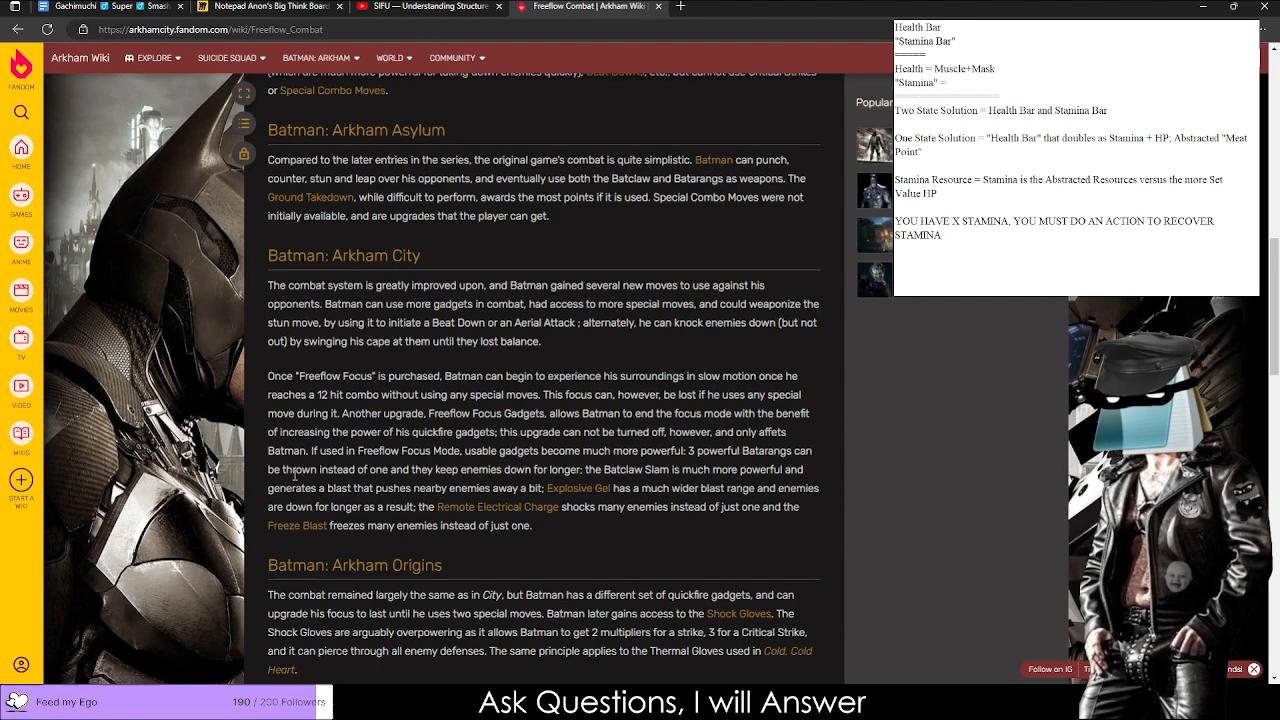 Gachimuchi Super Smash
Notepad Anon's Big Think Board
SIFU — Understanding Structure
Freeflow Combat | Arkham Wiki
https://arkhamcity.fandom.com/wiki/Freeflow_Combat
FANDOM
HOME
GAMES
ANIME
MOVIES
TV
VIDEO
WIKIS
START A
WIKI
Arkham Wiki
EXPLORE
SUICIDE SQUAD
BATMAN: ARKHAM
WORLD
COMMUNITY
or Special Combo Moves.
Batman: Arkham Asylum
Compared to the later entries in the series, the original game's combat is quite simplistic. Batman can punch,
counter, stun and leap over his opponents, and eventually use both the Batclaw and Batarangs as weapons. The
Ground Takedown, while difficult to perform, awards the most points if it is used. Special Combo Moves were not
initially available, and are upgrades that the player can get.
Batman: Arkham City
The combat system is greatly improved upon, and Batman gained several new moves to use against his
opponents. Batman can use more gadgets in combat, had access to more special moves, and could weaponize the
stun move, by using it to initiate a Beat Down or an Aerial Attack ; alternately, he can knock enemies down (but not
out) by swinging his cape at them until they lost balance.
Once "Freeflow Focus" is purchased, Batman can begin to experience his surroundings in slow motion once he
reaches a 12 hit combo without using any special moves. This focus can, however, be lost if he uses any special
move during it. Another upgrade, Freeflow Focus Gadgets, allows Batman to end the focus mode with the benefit
of increasing the power of his quickfire gadgets; this upgrade can not be turned off, however, and only affets
Batman. If used in Freeflow Focus Mode, usable gadgets become much more powerful: 3 powerful Batarangs can
be thrown instead of one and they keep enemies down for longer; the Batclaw Slam is much more powerful and
generates a blast that pushes nearby enemies away a bit; Explosive Gel has a much wider blast range and enemies
are down for longer as a result; the Remote Electrical Charge shocks many enemies instead of just one and the
Freeze Blast freezes many enemies instead of just one.
Batman: Arkham Origins
The combat remained largely the same as in City, but Batman has a different set of quickfire gadgets, and can
upgrade his focus to last until he uses two special moves. Batman later gains access to the Shock Gloves. The
Shock Gloves are arguably overpowering as it allows Batman to get 2 multipliers for a strike, 3 for a Critical Strike,
and it can pierce through all enemy defenses. The same principle applies to the Thermal Gloves used in Cold, Cold
Heart.
Popular
Health Bar
"Stamina Bar"
=====
Health = Muscle+Mask
"Stamina" =
Two State Solution = Health Bar and Stamina Bar
One State Solution = "Health Bar" that doubles as Stamina + HP; Abstracted "Meat
Point"
Stamina Resource = Stamina is the Abstracted Resources versus the more Set
Value HP
YOU HAVE X STAMINA, YOU MUST DO AN ACTION TO RECOVER
STAMINA
Follow on IG
Feed my Ego
190 / 200 Followers
Ask Questions, I will Answer